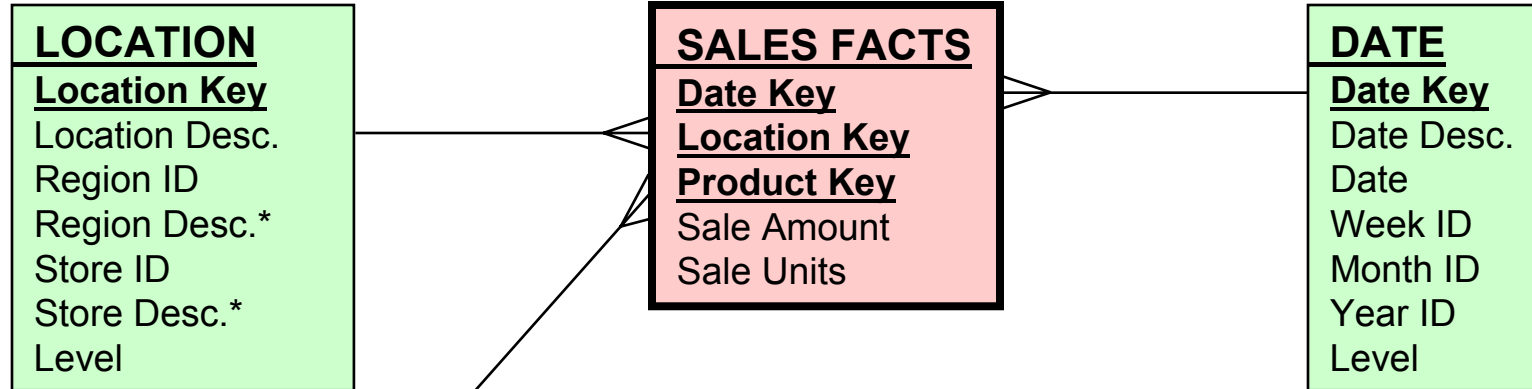 LOCATION
Location Key
Location Desc.
Region ID
Region Desc.*
Store ID
Store Desc.*
Level
SALES FACTS
Date Key
Location Key
Product Key
Sale Amount
Sale Units
DATE
Date Key
Date Desc.
Date
Week ID
Month ID
Year ID
Level